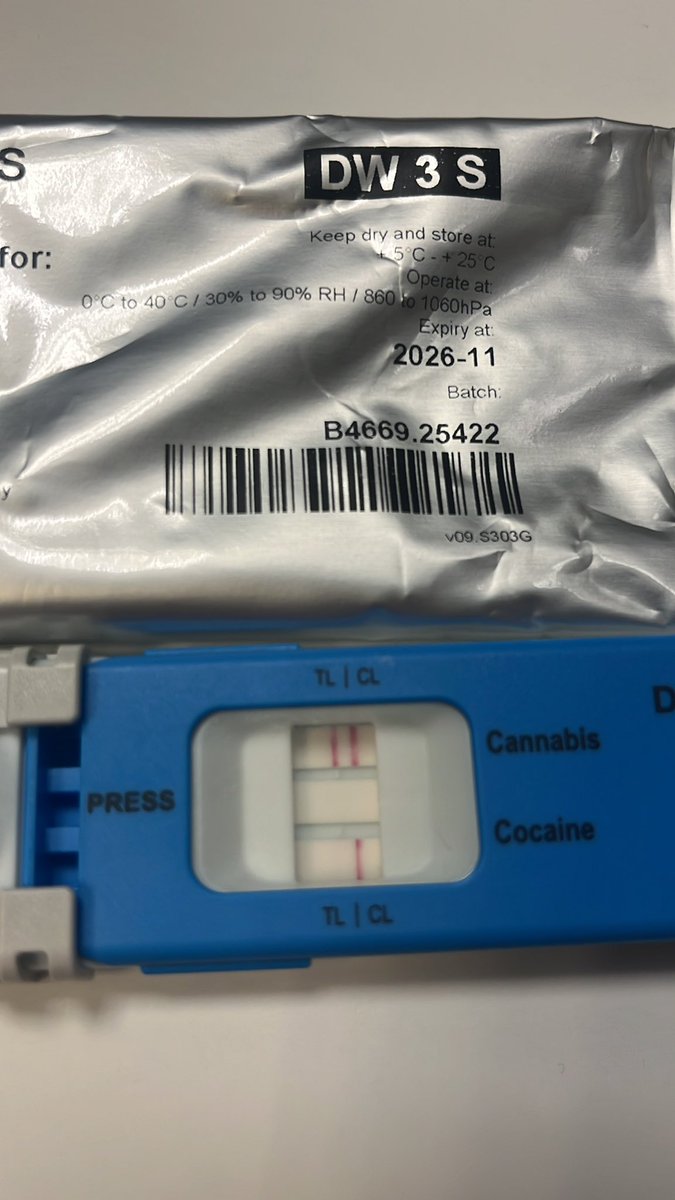 S
DW 3 S
Keep dry and store at:
for:
+ 5°C - + 25°C
Operate at:
0°C to 40°C / 30% to 90% RH / 860 to 1060hPa
Expiry at:
2026-11
Batch:
B4669.25422
y
v09.S303G
TL | CL
D
Cannabis
PRESS
Cocaine
TL | CL